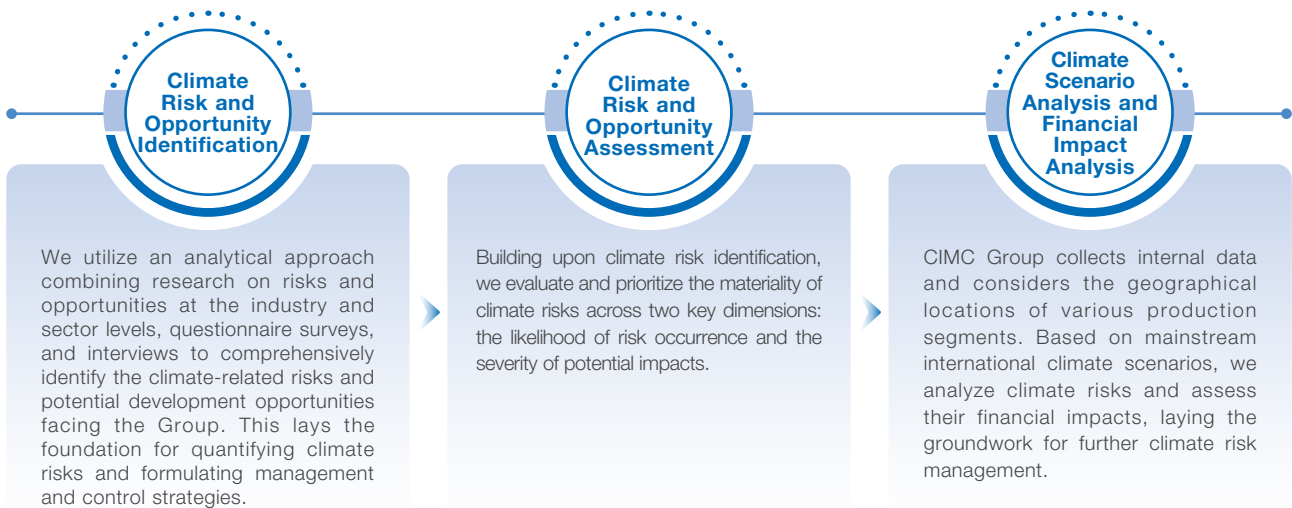 Climate
Risk and
Opportunity
Identification
We utilize an analytical approach
combining research on risks and
opportunities at the industry and
sector levels, questionnaire surveys,
and interviews to comprehensively
identify the climate-related risks and
potential development opportunities
facing the Group. This lays the
foundation for quantifying climate
risks and formulating management
and control strategies.
Climate
Risk and
Opportunity
Assessment
Building upon climate risk identification,
we evaluate and prioritize the materiality of
climate risks across two key dimensions:
the likelihood of risk occurrence and the
severity of potential impacts.
Climate
Scenario
Analysis and
Financial
Impact
Analysis
CIMC Group collects internal data
and considers the geographical
locations of various production
segments. Based on mainstream
international climate scenarios, we
analyze climate risks and assess
their financial impacts, laying the
groundwork for further climate risk
management.